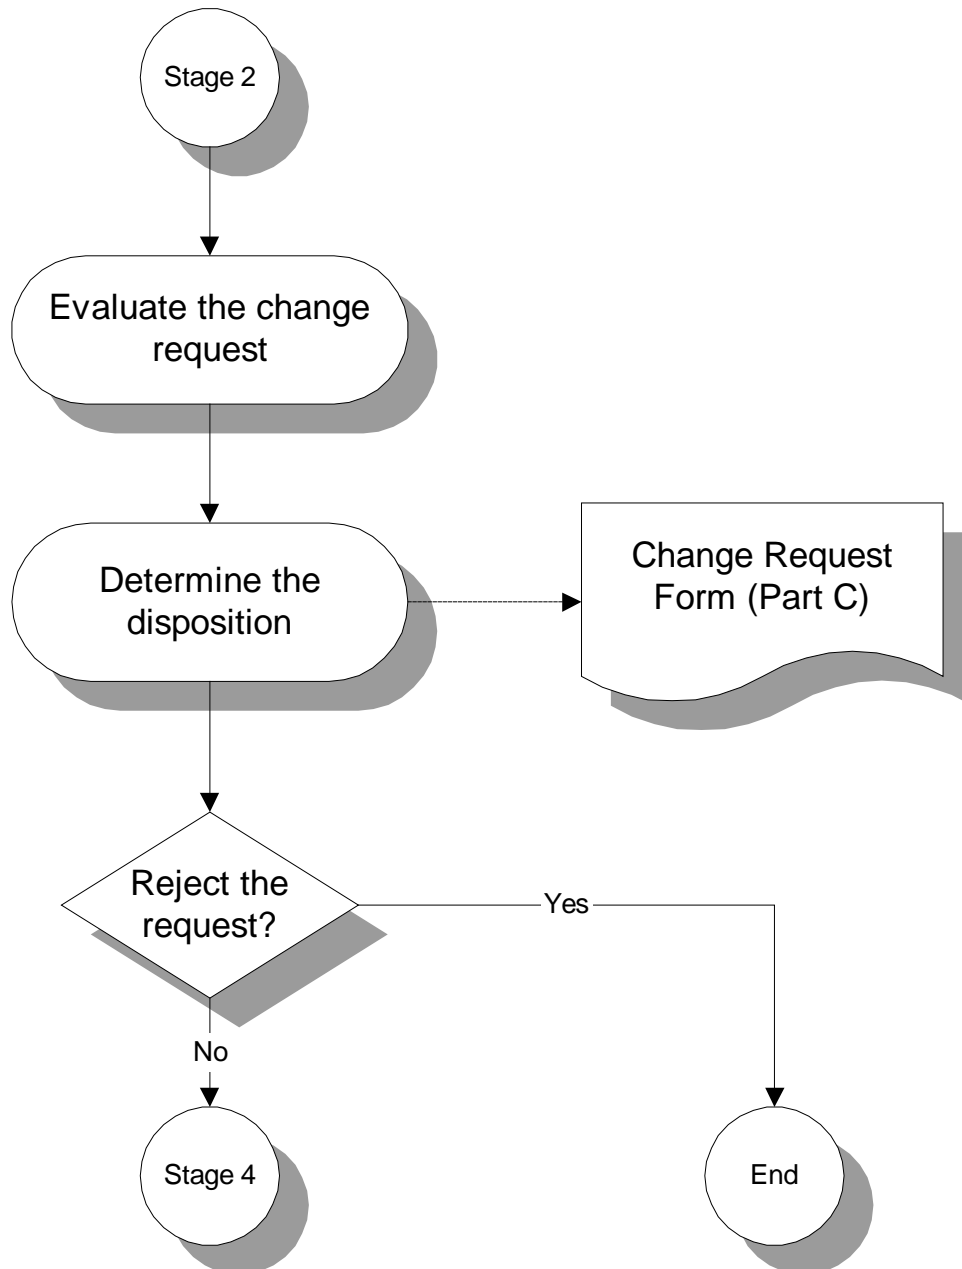 Stage 2
Evaluate the change
request
Determine the
disposition
Change Request
Form (Part C)
Reject the
request?
Yes
No
Stage 4
End